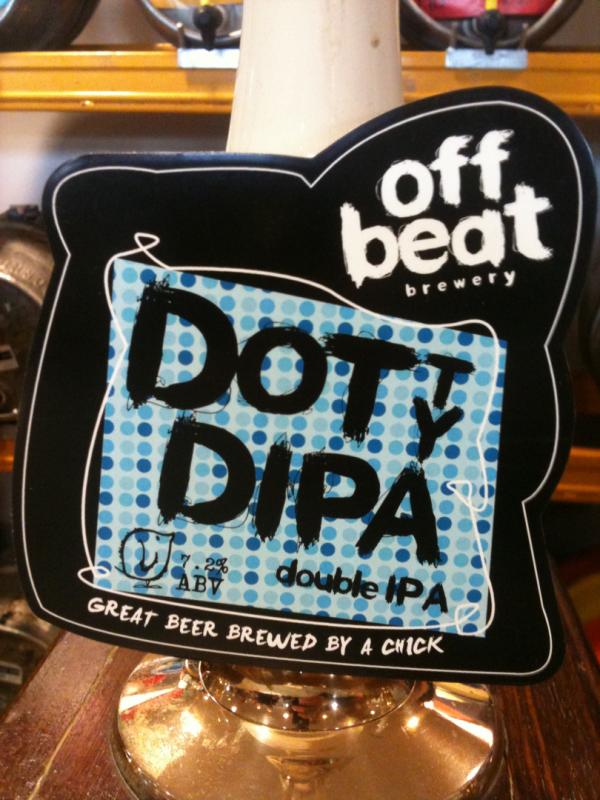 off
beat
brewery
DOTTY
DIPA
7.2%
ABV
double IPA
GREAT BEER BREWED BY A CHICK